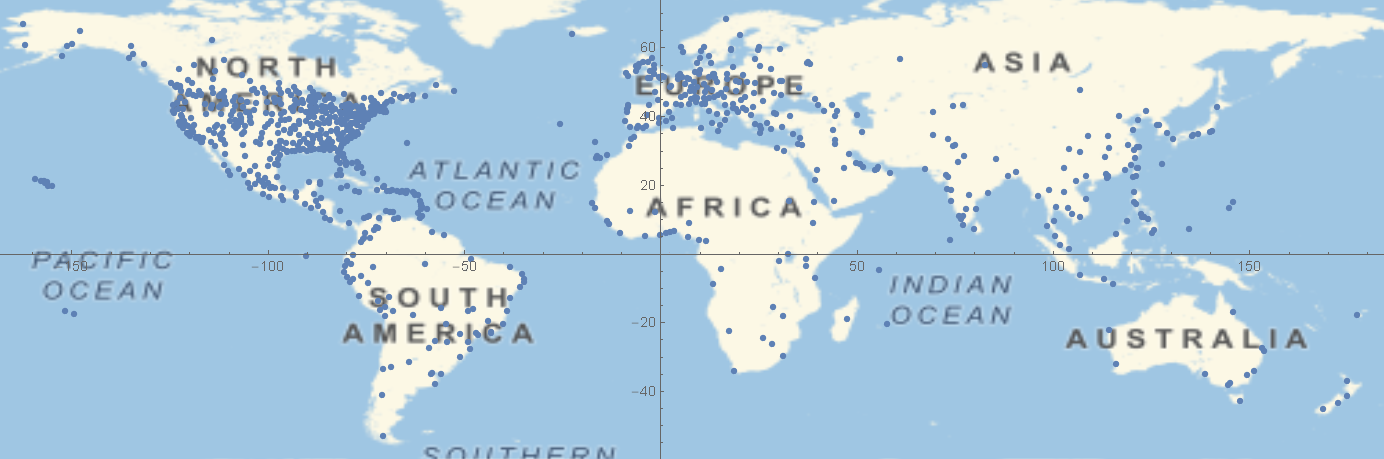 60
ASIA
NORTH
AMERICA
EUROPE
40
ATLANTIC
OCEAN
20
AFRICA
-150
-100
-50
50
100
150
PACIFIC
OCEAN
SOUTH
AMERICA
INDIAN
OCEAN
-20
AUSTRALIA
-40
SOUTHERN